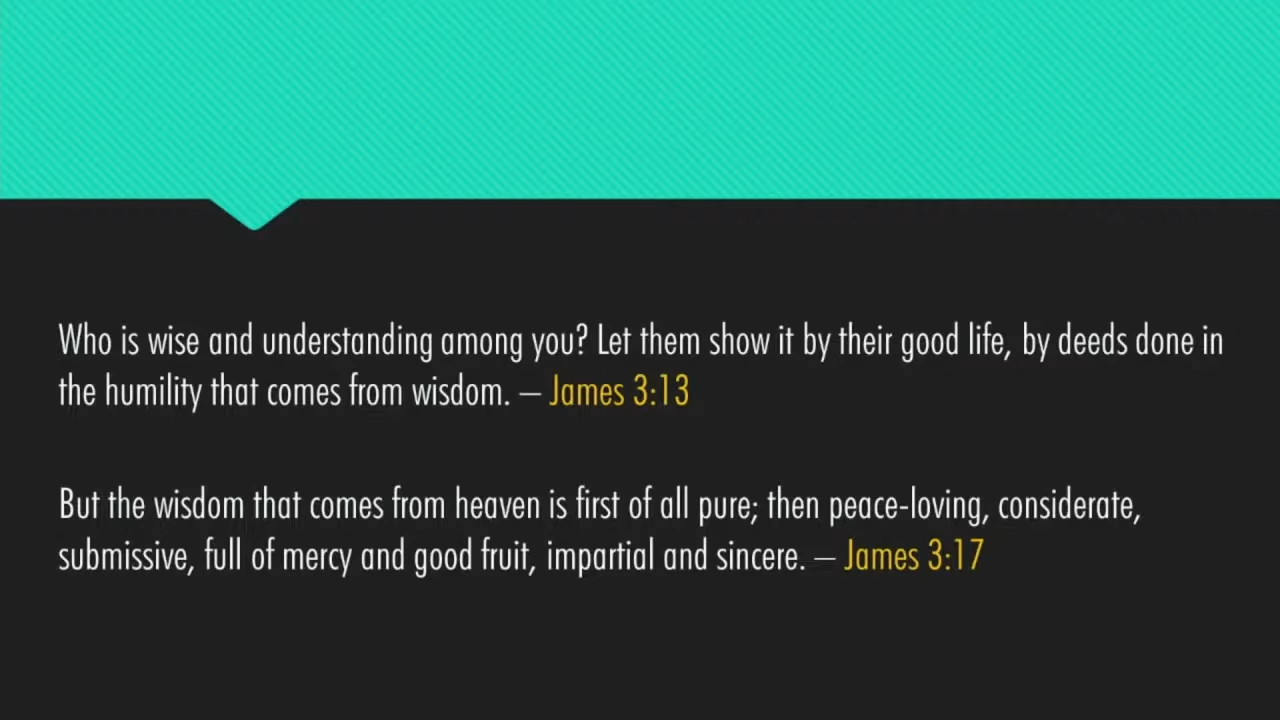 Who is wise and understanding among you? Let them show it by their good life, by deeds done in
the humility that comes from wisdom. – James 3:13
But the wisdom that comes from heaven is first of all pure; then peace-loving, considerate,
submissive, full of mercy and good fruit, impartial and sincere. – James 3:17